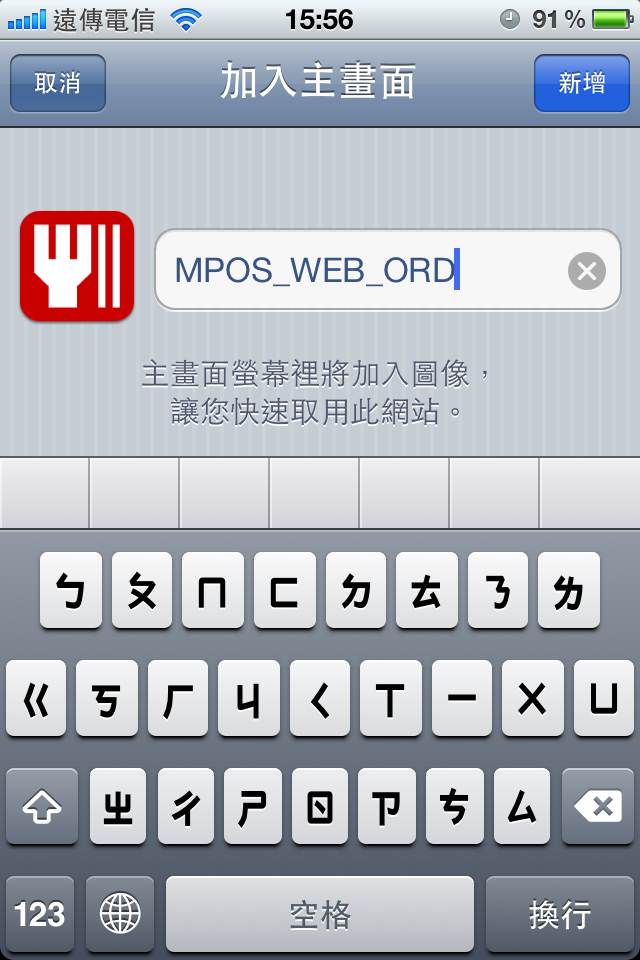 遠傳電信 15:56 91%
取消 加入主畫面 新增
MPOS_WEB_ORD
主畫面螢幕裡將加入圖像，
讓您快速取用此網站。
ㄅ ㄆ ㄇ ㄈ ㄉ ㄊ ㄋ ㄌ
ㄍ ㄎ ㄏ ㄐ ㄑ ㄒ ㄧ ㄨ ㄩ
ㄓ ㄔ ㄕ ㄖ ㄗ ㄘ ㄙ
123 空格 換行